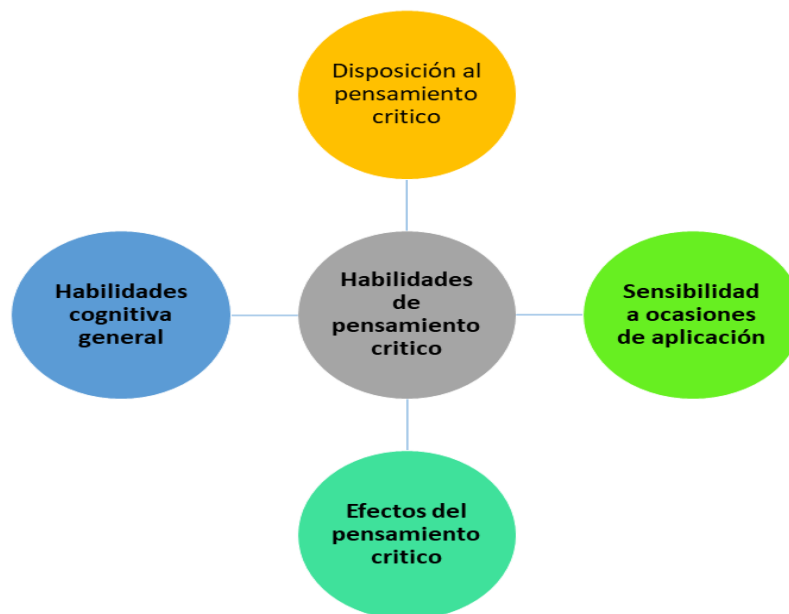 Disposición al
pensamiento
critico
Habilidades
cognitiva
general
Habilidades
de
pensamiento
critico
Sensibilidad
a ocasiones
de aplicación
Efectos del
pensamiento
critico